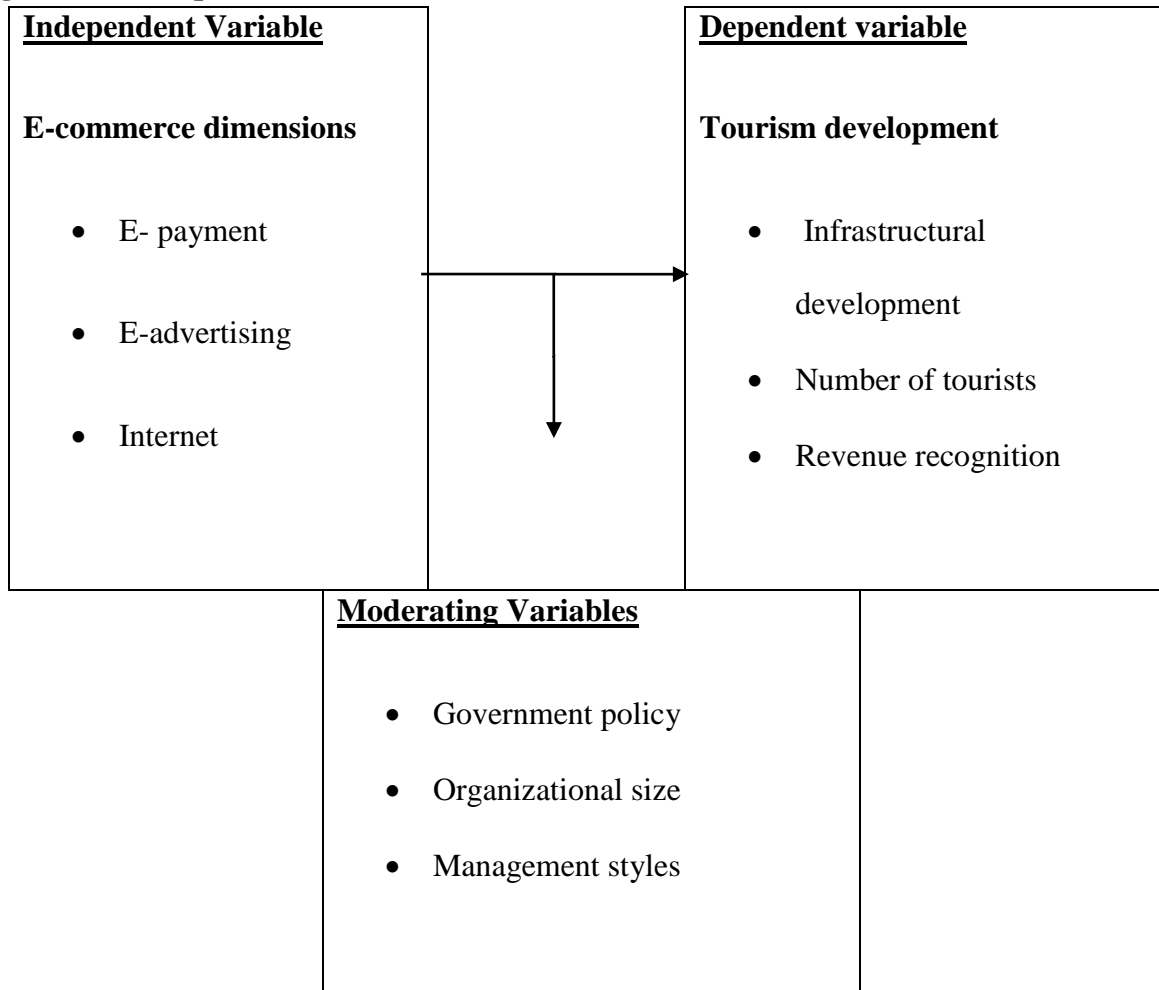 Independent Variable
E-commerce dimensions
• E- payment
• E-advertising
• Internet
Dependent variable
Tourism development
• Infrastructural
development
• Number of tourists
• Revenue recognition
Moderating Variables
• Government policy
• Organizational size
• Management styles